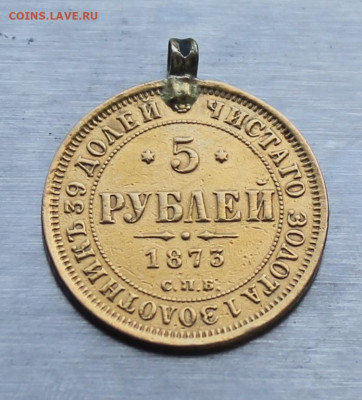 COINS.LAVE.RU
ЧИСТАГО ЗОЛОТА 1 ЗОЛОТНИКЪ 39 ДОЛЕЙ
5
РУБЛЕЙ
1873
С.П.Б.